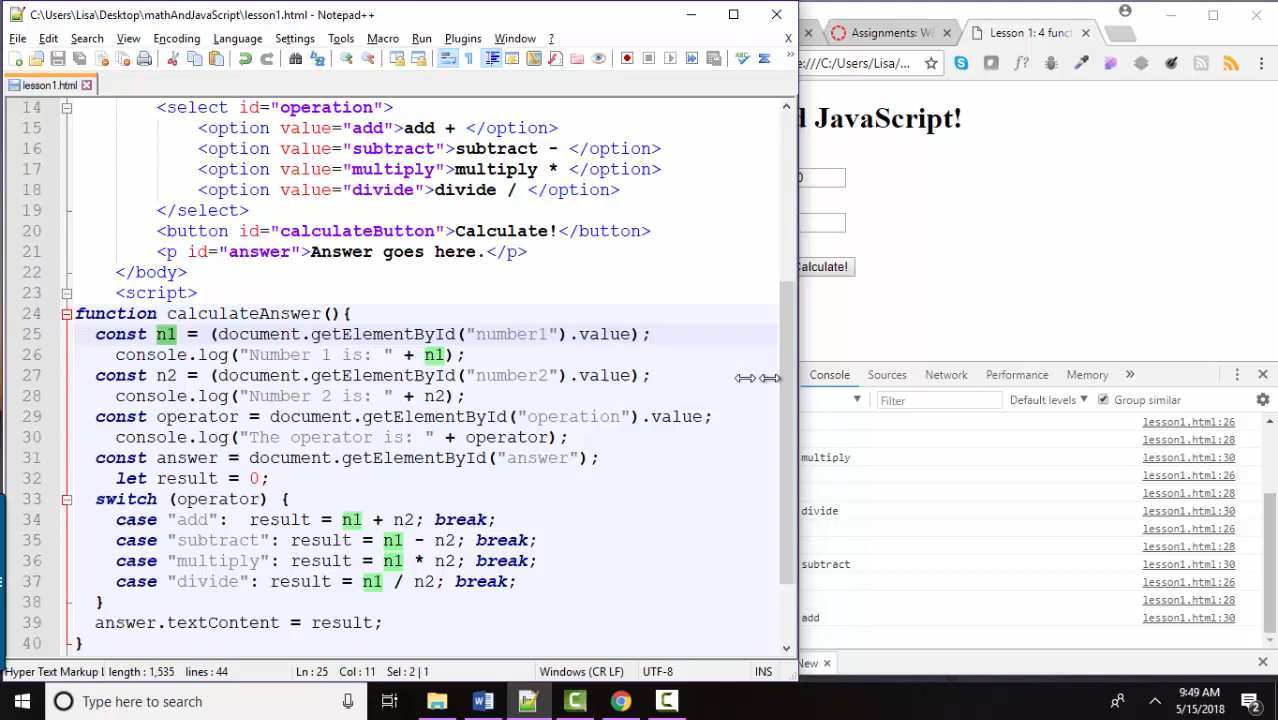 C:\Users\Lisa\Desktop\mathAndJavaScript\lesson1.html - Notepad++
File Edit Search View Encoding Language Settings Tools Macro Run Plugins Window ? X
lesson1.html
14 <select id="operation">
15 <option value="add">add + </option>
16 <option value="subtract">subtract - </option>
17 <option value="multiply">multiply * </option>
18 <option value="divide">divide / </option>
19 </select>
20 <button id="calculateButton">Calculate!</button>
21 <p id="answer">Answer goes here.</p>
22 </body>
23 <script>
24 function calculateAnswer(){
25 const n1 = (document.getElementById("number1").value);
26 console.log("Number 1 is: " + n1);
27 const n2 = (document.getElementById("number2").value);
28 console.log("Number 2 is: " + n2);
29 const operator = document.getElementById("operation").value;
30 console.log("The operator is: " + operator);
31 const answer = document.getElementById("answer");
32 let result = 0;
33 switch (operator) {
34 case "add": result = n1 + n2; break;
35 case "subtract": result = n1 - n2; break;
36 case "multiply": result = n1 * n2; break;
37 case "divide": result = n1 / n2; break;
38 }
39 answer.textContent = result;
40 }
Hyper Text Markup l length : 1,535 lines : 44 Ln : 25 Col : 11 Sel : 2 | 1 Windows (CR LF) UTF-8 INS
Assignments: WE Lesson 1: 4 funct
:///C:/Users/Lisa/... f?
d JavaScript!
0
Calculate!
Console Sources Network Performance Memory
Filter Default levels Group similar
lesson1.html:26
lesson1.html:28
multiply lesson1.html:30
lesson1.html:26
lesson1.html:28
divide lesson1.html:30
lesson1.html:26
lesson1.html:28
subtract lesson1.html:30
lesson1.html:26
lesson1.html:28
add lesson1.html:30
New
Type here to search
9:49 AM
5/15/2018
2